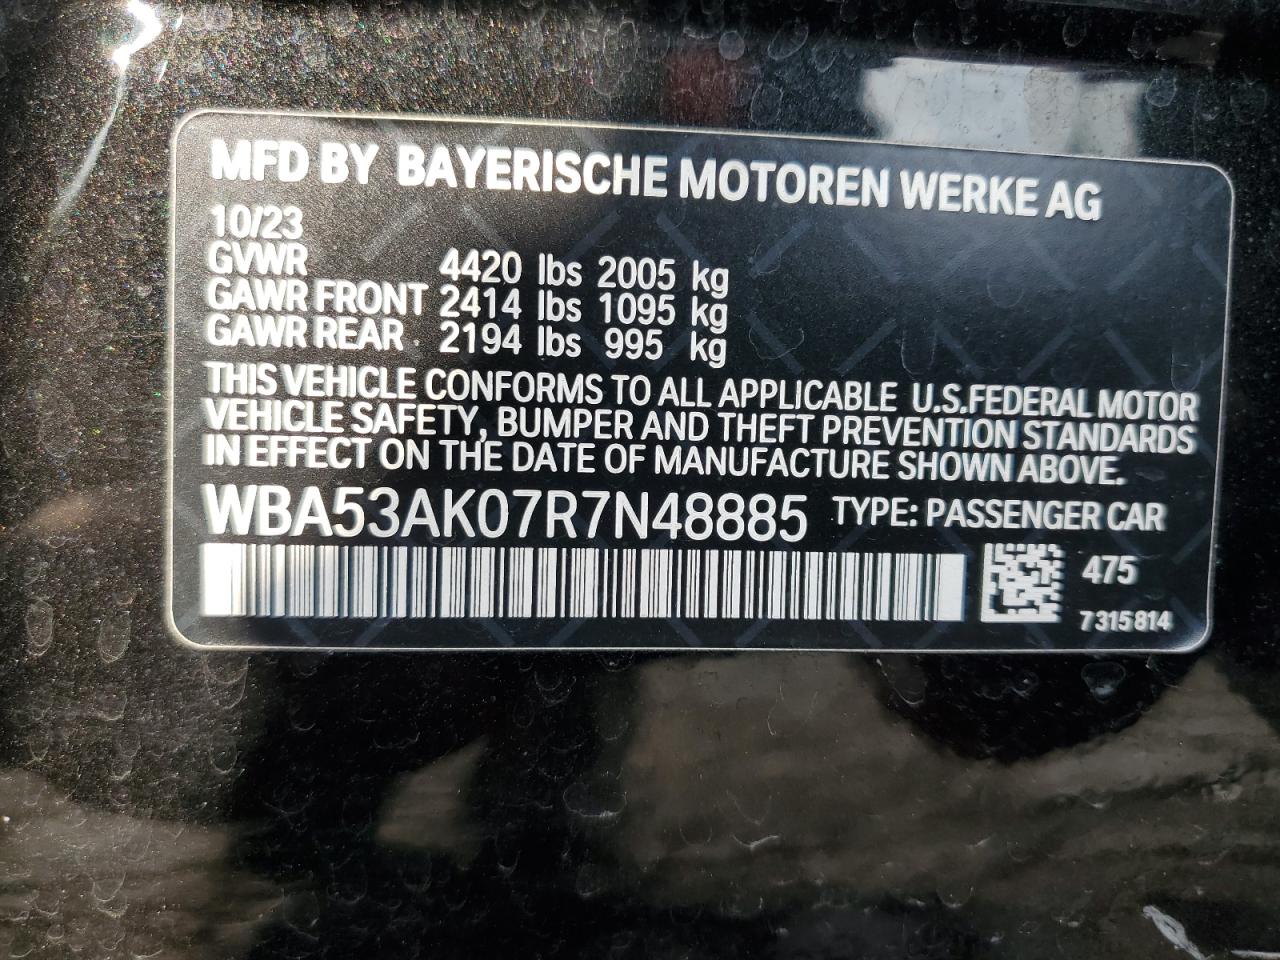 MFD BY BAYERISCHE MOTOREN WERKE AG
10/23
GVWR 4420 lbs 2005 kg
GAWR FRONT 2414 lbs 1095 kg
GAWR REAR 2194 lbs 995 kg
THIS VEHICLE CONFORMS TO ALL APPLICABLE U.S.FEDERAL MOTOR
VEHICLE SAFETY, BUMPER AND THEFT PREVENTION STANDARDS
IN EFFECT ON THE DATE OF MANUFACTURE SHOWN ABOVE.
WBA53AK07R7N48885 TYPE: PASSENGER CAR
475
7315814